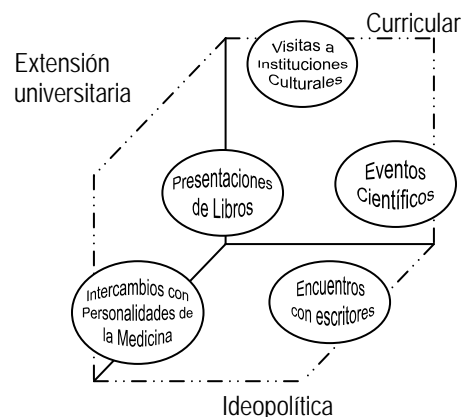 Curricular
Extensión
universitaria
Visitas a
Instituciones
Culturales
Presentaciones
de Libros
Eventos
Científicos
Intercambios con
Personalidades de
la Medicina
Encuentros
con escritores
Ideopolítica